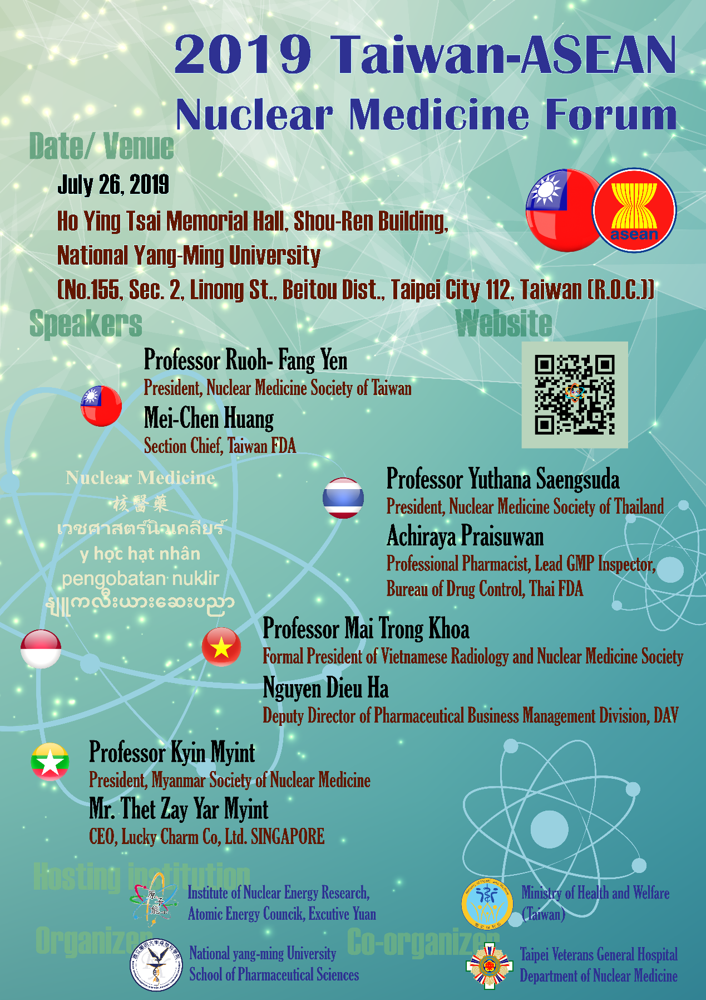 2019 Taiwan-ASEAN
Nuclear Medicine Forum
Date/ Venue
July 26, 2019
Ho Ying Tsai Memorial Hall, Shou-Ren Building,
National Yang-Ming University
(No.155, Sec. 2, Linong St., Beitou Dist., Taipei City 112, Taiwan (R.O.C.))
asean
Speakers
Website
Professor Ruoh- Fang Yen
President, Nuclear Medicine Society of Taiwan
Mei-Chen Huang
Section Chief, Taiwan FDA
Nuclear Medicine
核醫藥
เวชศาสตร์นิวเคลียร์
y học hạt nhân
pengobatan nuklir
နျူကလီးယားဆေးပညာ
Professor Yuthana Saengsuda
President, Nuclear Medicine Society of Thailand
Achiraya Praisuwan
Professional Pharmacist, Lead GMP Inspector,
Bureau of Drug Control, Thai FDA
Professor Mai Trong Khoa
Formal President of Vietnamese Radiology and Nuclear Medicine Society
Nguyen Dieu Ha
Deputy Director of Pharmaceutical Business Management Division, DAV
Professor Kyin Myint
President, Myanmar Society of Nuclear Medicine
Mr. Thet Zay Yar Myint
CEO, Lucky Charm Co, Ltd. SINGAPORE
Hosting institution
原子能
Institute of Nuclear Energy Research,
Atomic Energy Councik, Excutive Yuan
Ministry of Health and Welfare
(Taiwan)
Organizer
National yang-ming University
School of Pharmaceutical Sciences
Co-organizer
Taipei Veterans General Hospital
Department of Nuclear Medicine